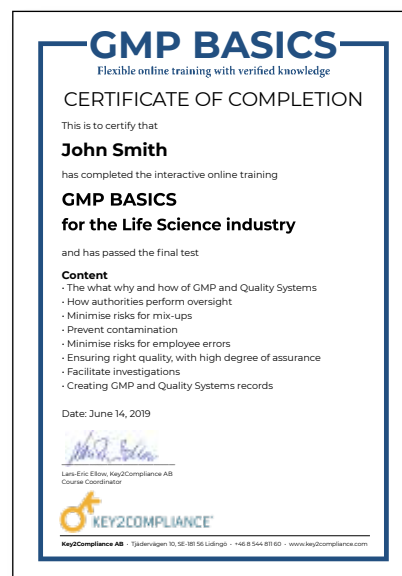 GMP BASICS
Flexible online training with verified knowledge
CERTIFICATE OF COMPLETION
This is to certify that
John Smith
has completed the interactive online training
GMP BASICS
for the Life Science industry
and has passed the final test
Content
• The what why and how of GMP and Quality Systems
• How authorities perform oversight
• Minimise risks for mix-ups
• Prevent contamination
• Minimise risks for employee errors
• Ensuring right quality, with high degree of assurance
• Facilitate investigations
• Creating GMP and Quality Systems records
Date: June 14, 2019
Lars-Eric Ellow, Key2Compliance AB
Course Coordinator
KEY2COMPLIANCE
Key2Compliance AB • Tjädervägen 10, SE-181 56 Lidingö • +46 8 544 811 60 • www.key2compliance.com